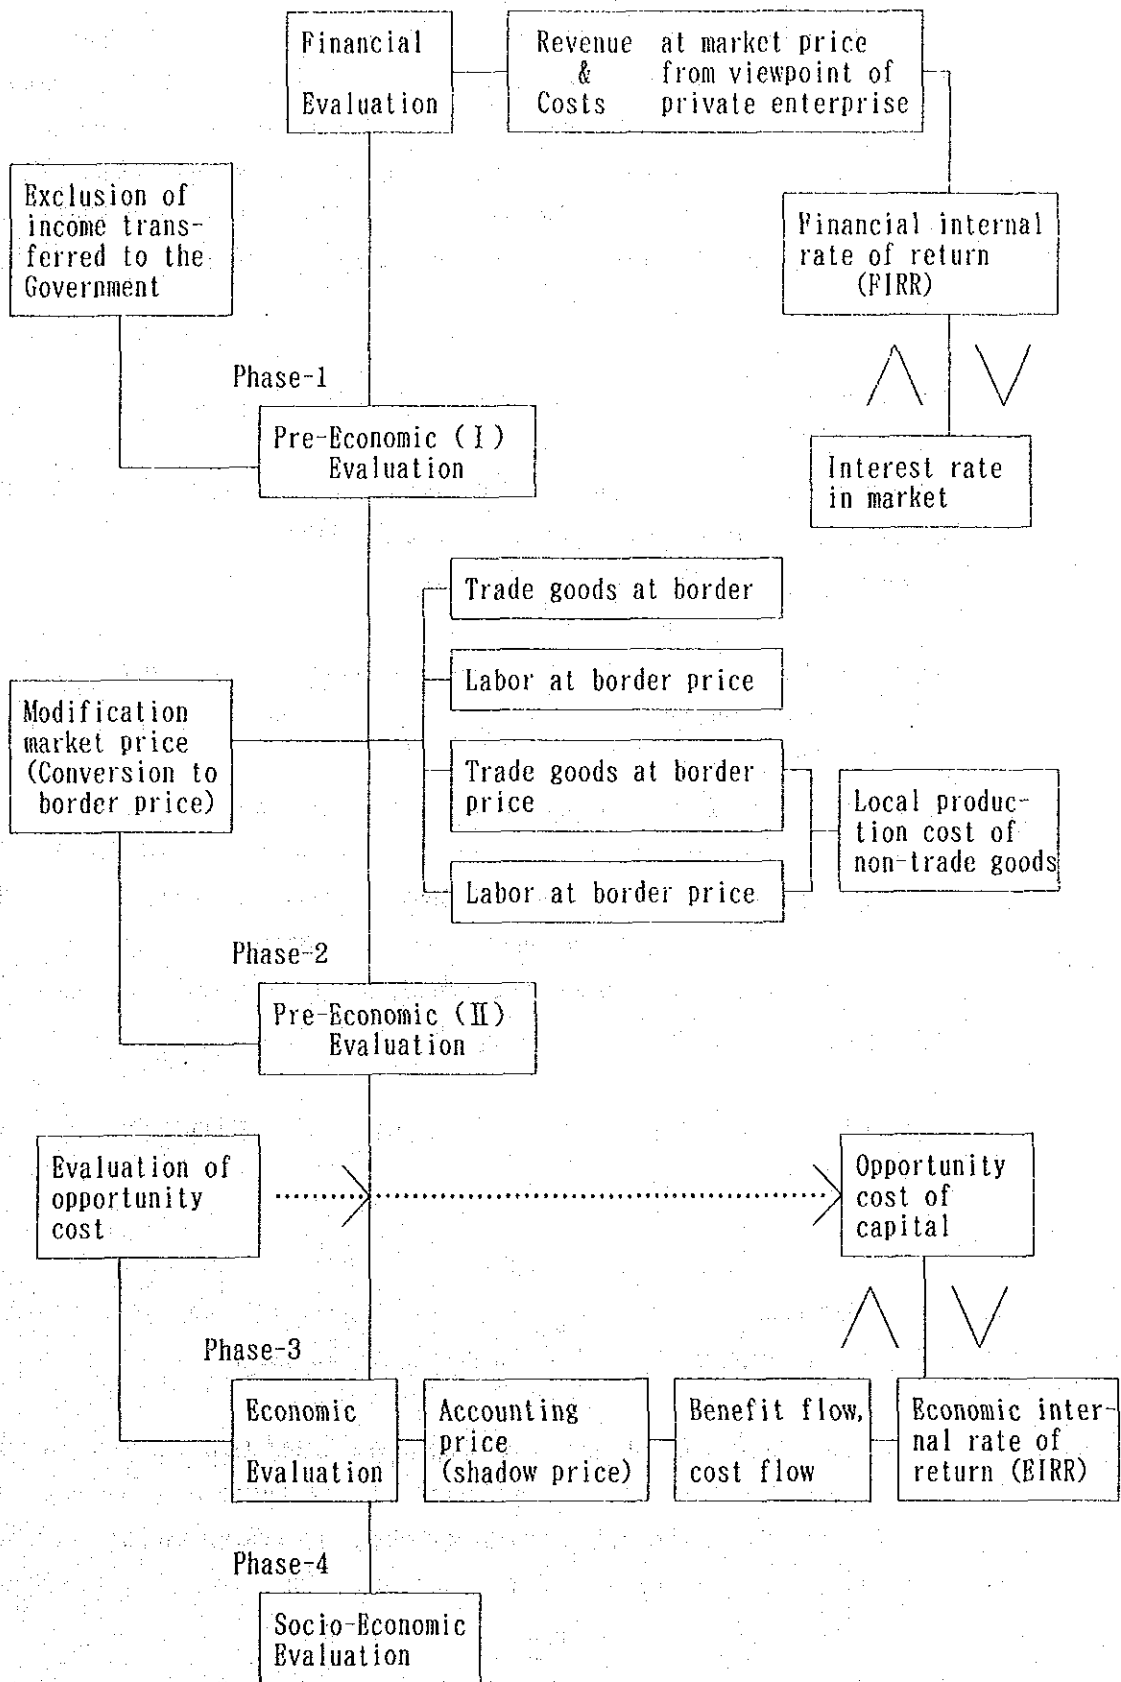 Financial
Evaluation
Revenue at market price
& from viewpoint of
Costs private enterprise
Exclusion of
income trans-
ferred to the
Government
Financial internal
rate of return
(FIRR)
Phase-1
Pre-Economic (I)
Evaluation
Interest rate
in market
Trade goods at border
Labor at border price
Modification
market price
(Conversion to
border price)
Trade goods at border
price
Local produc-
tion cost of
non-trade goods
Labor at border price
Phase-2
Pre-Economic (II)
Evaluation
Evaluation of
opportunity
cost
Opportunity
cost of
capital
Phase-3
Economic
Evaluation
Accounting
price
(shadow price)
Benefit flow,
cost flow
Economic inter-
nal rate of
return (EIRR)
Phase-4
Socio-Economic
Evaluation